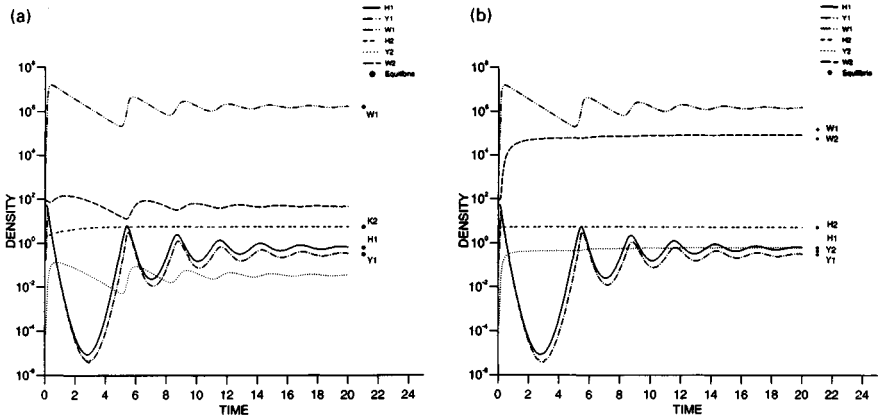 (a)
H1
Y1
W1
H2
Y2
W2
Equilibria
DENSITY
10⁸
10⁶
10⁴
10²
10⁰
10⁻²
10⁻⁴
10⁻⁶
0 2 4 6 8 10 12 14 16 18 20 22 24
TIME
W1
K2
H1
Y1
(b)
H1
Y1
W1
H2
Y2
W2
Equilibria
DENSITY
10⁸
10⁶
10⁴
10²
10⁰
10⁻²
10⁻⁴
10⁻⁶
0 2 4 6 8 10 12 14 16 18 20 22 24
TIME
W1
W2
H2
H1
Y2
Y1